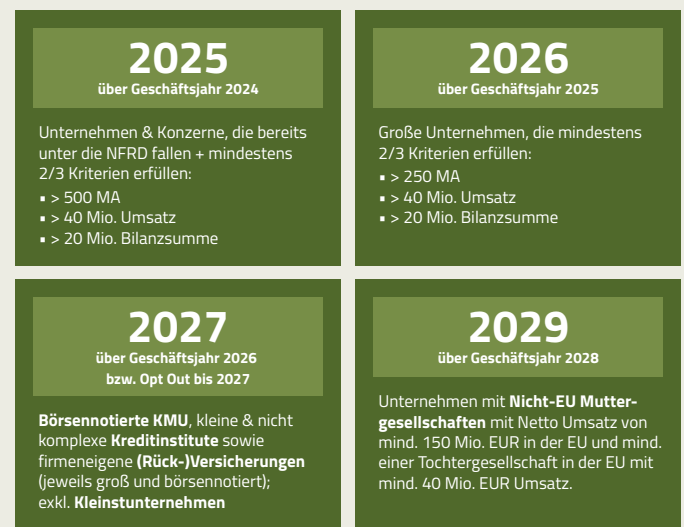 2025
über Geschäftsjahr 2024
Unternehmen & Konzerne, die bereits
unter die NFRD fallen + mindestens
2/3 Kriterien erfüllen:
▪ > 500 MA
▪ > 40 Mio. Umsatz
▪ > 20 Mio. Bilanzsumme
2026
über Geschäftsjahr 2025
Große Unternehmen, die mindestens
2/3 Kriterien erfüllen:
▪ > 250 MA
▪ > 40 Mio. Umsatz
▪ > 20 Mio. Bilanzsumme
2027
über Geschäftsjahr 2026
bzw. Opt Out bis 2027
Börsennotierte KMU, kleine & nicht
komplexe Kreditinstitute sowie
firmeneigene (Rück-)Versicherungen
(jeweils groß und börsennotiert);
exkl. Kleinstunternehmen
2029
über Geschäftsjahr 2028
Unternehmen mit Nicht-EU Mutter-
gesellschaften mit Netto Umsatz von
mind. 150 Mio. EUR in der EU und mind.
einer Tochtergesellschaft in der EU mit
mind. 40 Mio. EUR Umsatz.